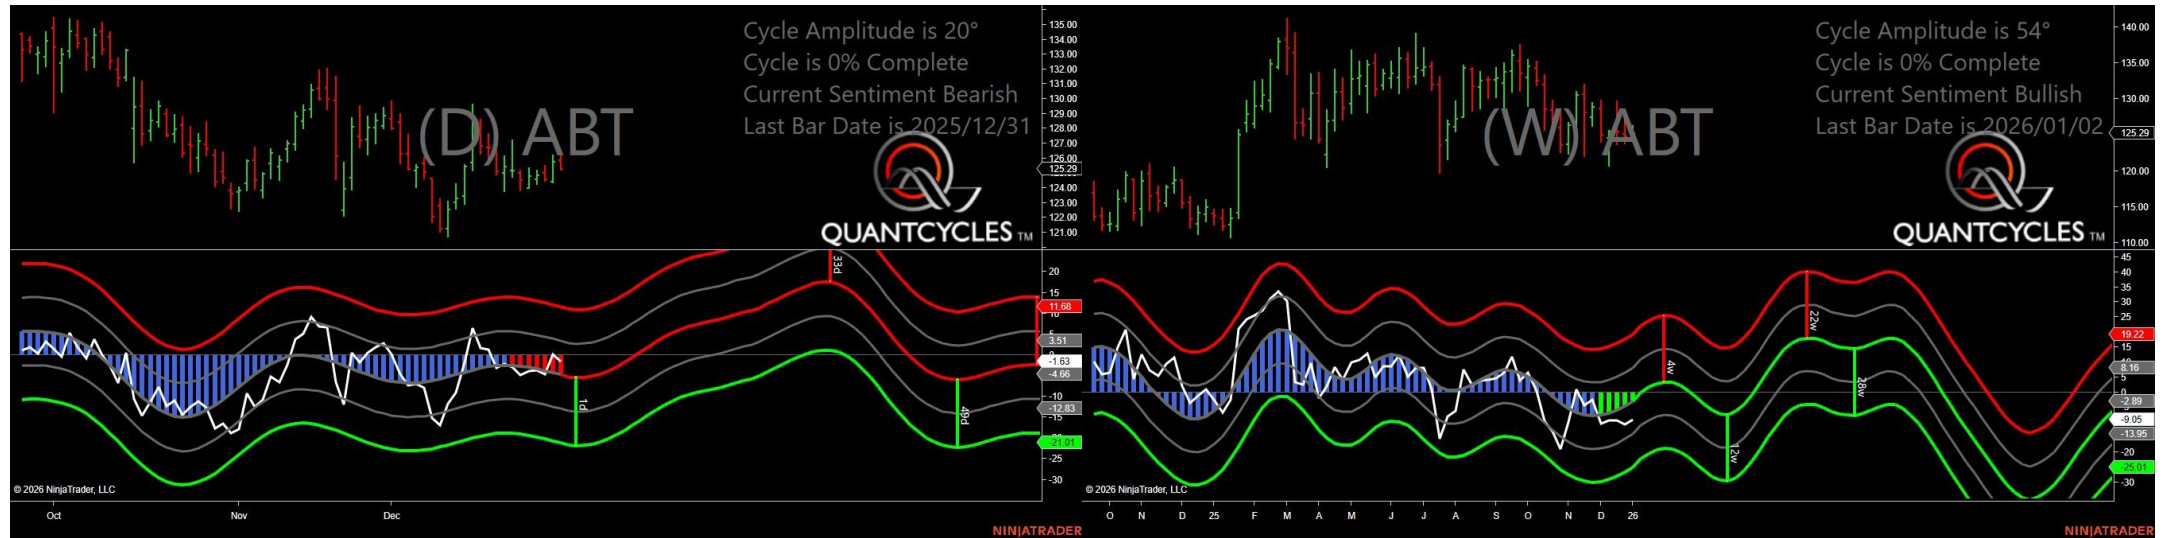 Cycle Amplitude is 20°
Cycle is 0% Complete
Current Sentiment Bearish
Last Bar Date is 2025/12/31
(D) ABT
QUANTCYCLES TM
135.00
134.00
133.00
132.00
131.00
130.00
129.00
128.00
127.00
126.00
125.29
124.00
123.00
122.00
121.00
33d
1d
49d
20
11.68
10
5
3.51
-1.63
-4.66
-10
-12.83
-15
-21.01
-25
-30
© 2026 NinjaTrader, LLC
Oct
Nov
Dec
NINJATRADER
Cycle Amplitude is 54°
Cycle is 0% Complete
Current Sentiment Bullish
Last Bar Date is 2026/01/02
(W) ABT
QUANTCYCLES TM
140.00
135.00
130.00
125.29
120.00
115.00
110.00
4w
12w
22w
28w
45
40
35
30
25
19.22
15
8.16
0
-2.89
-9.05
-13.95
-20
-25.01
-30
© 2026 NinjaTrader, LLC
O N D 25 F M A M J J A S O N D 26
NINJATRADER